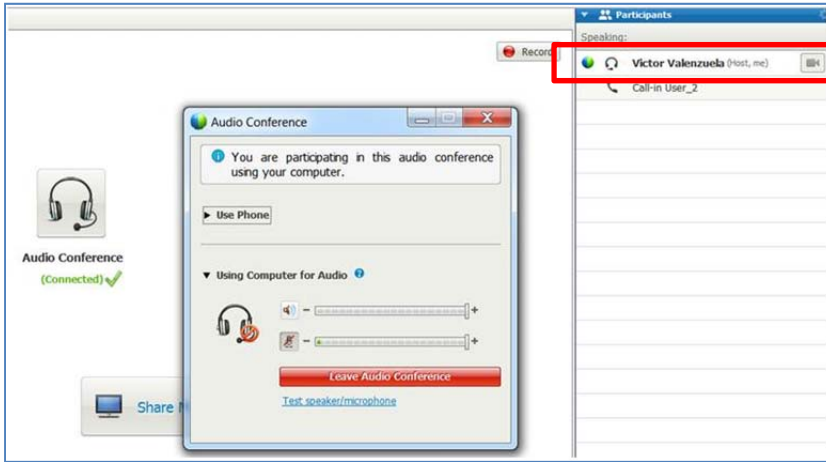 Participants
Speaking:
Record
Victor Valenzuela (Host, me)
Call-in User_2
Audio Conference
You are participating in this audio conference
using your computer.
Use Phone
Audio Conference
(Connected)
Using Computer for Audio
Leave Audio Conference
Test speaker/microphone
Share